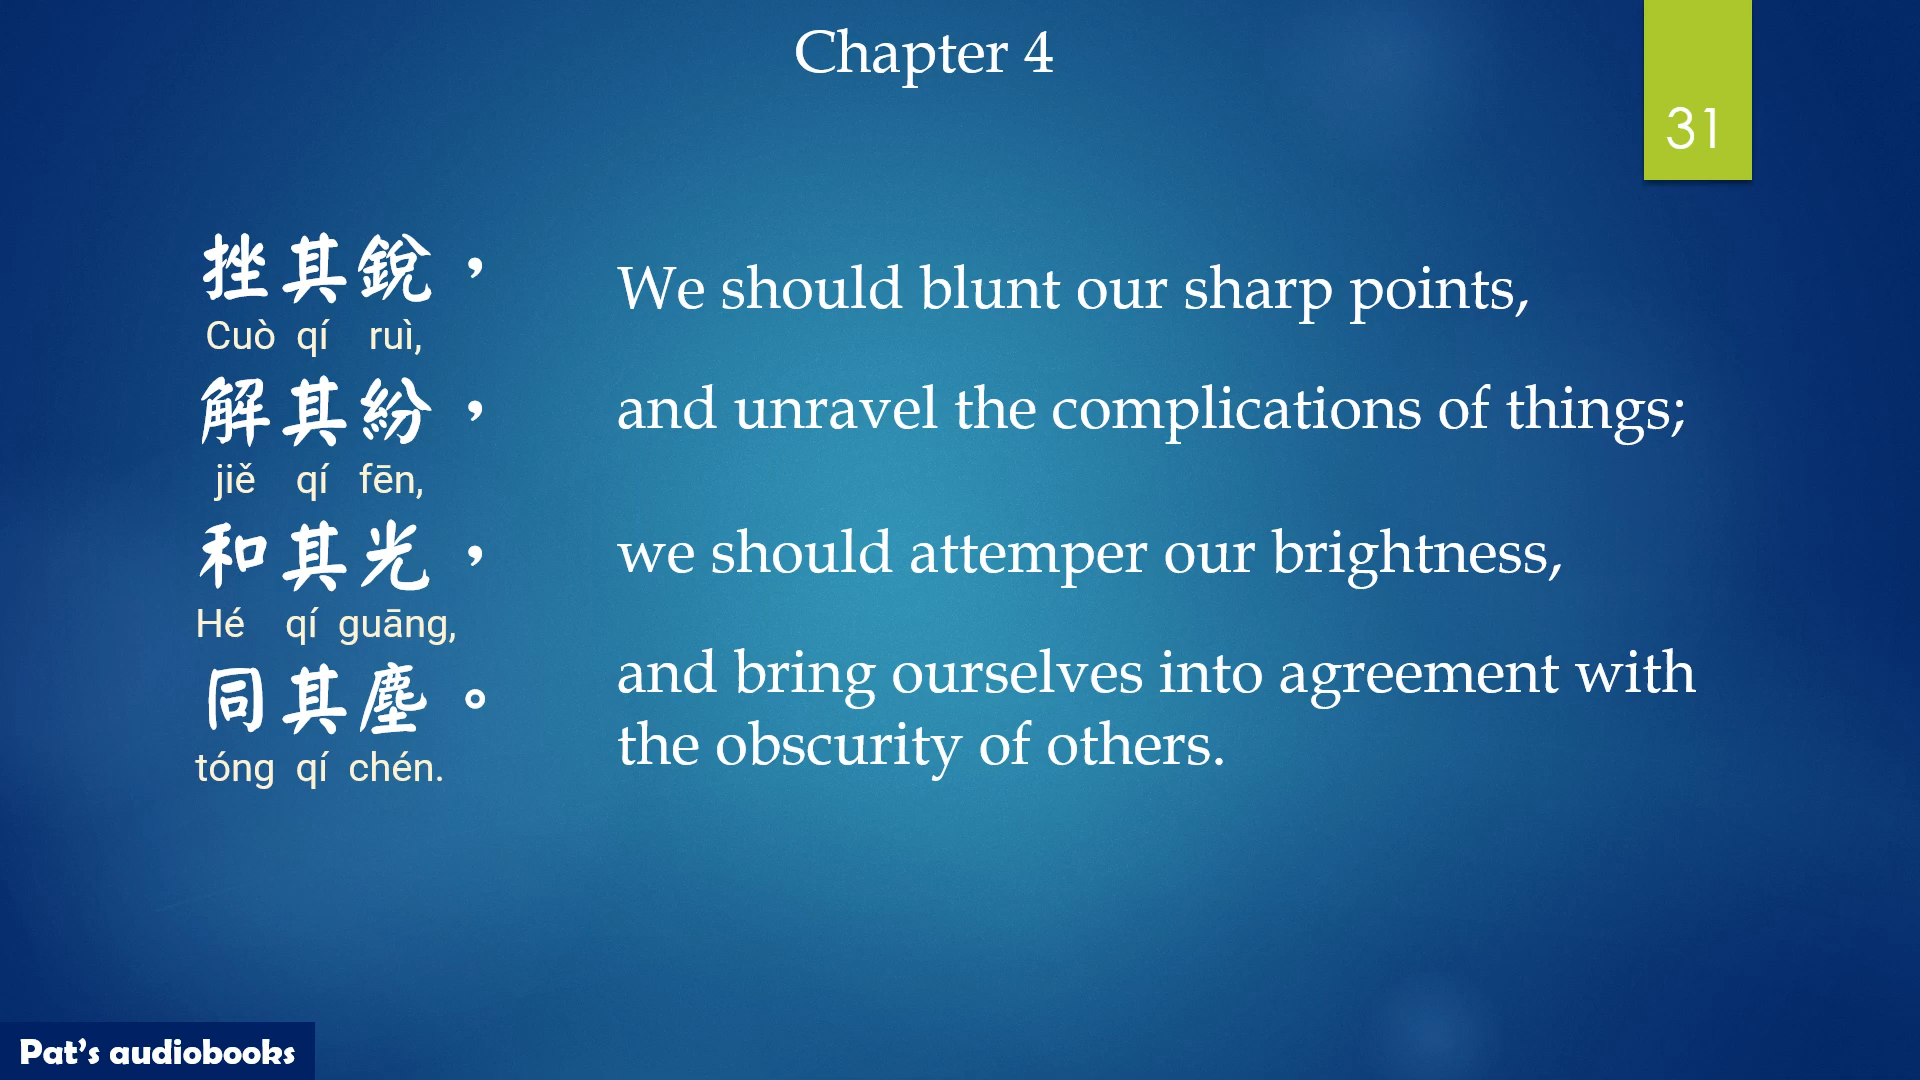 Chapter 4
31
挫其銳，
Cuò qí ruì,
解其紛，
jiě qí fēn,
和其光，
Hé qí guāng,
同其塵。
tóng qí chén.
We should blunt our sharp points,
and unravel the complications of things;
we should attemper our brightness,
and bring ourselves into agreement with
the obscurity of others.
Pat's audiobooks